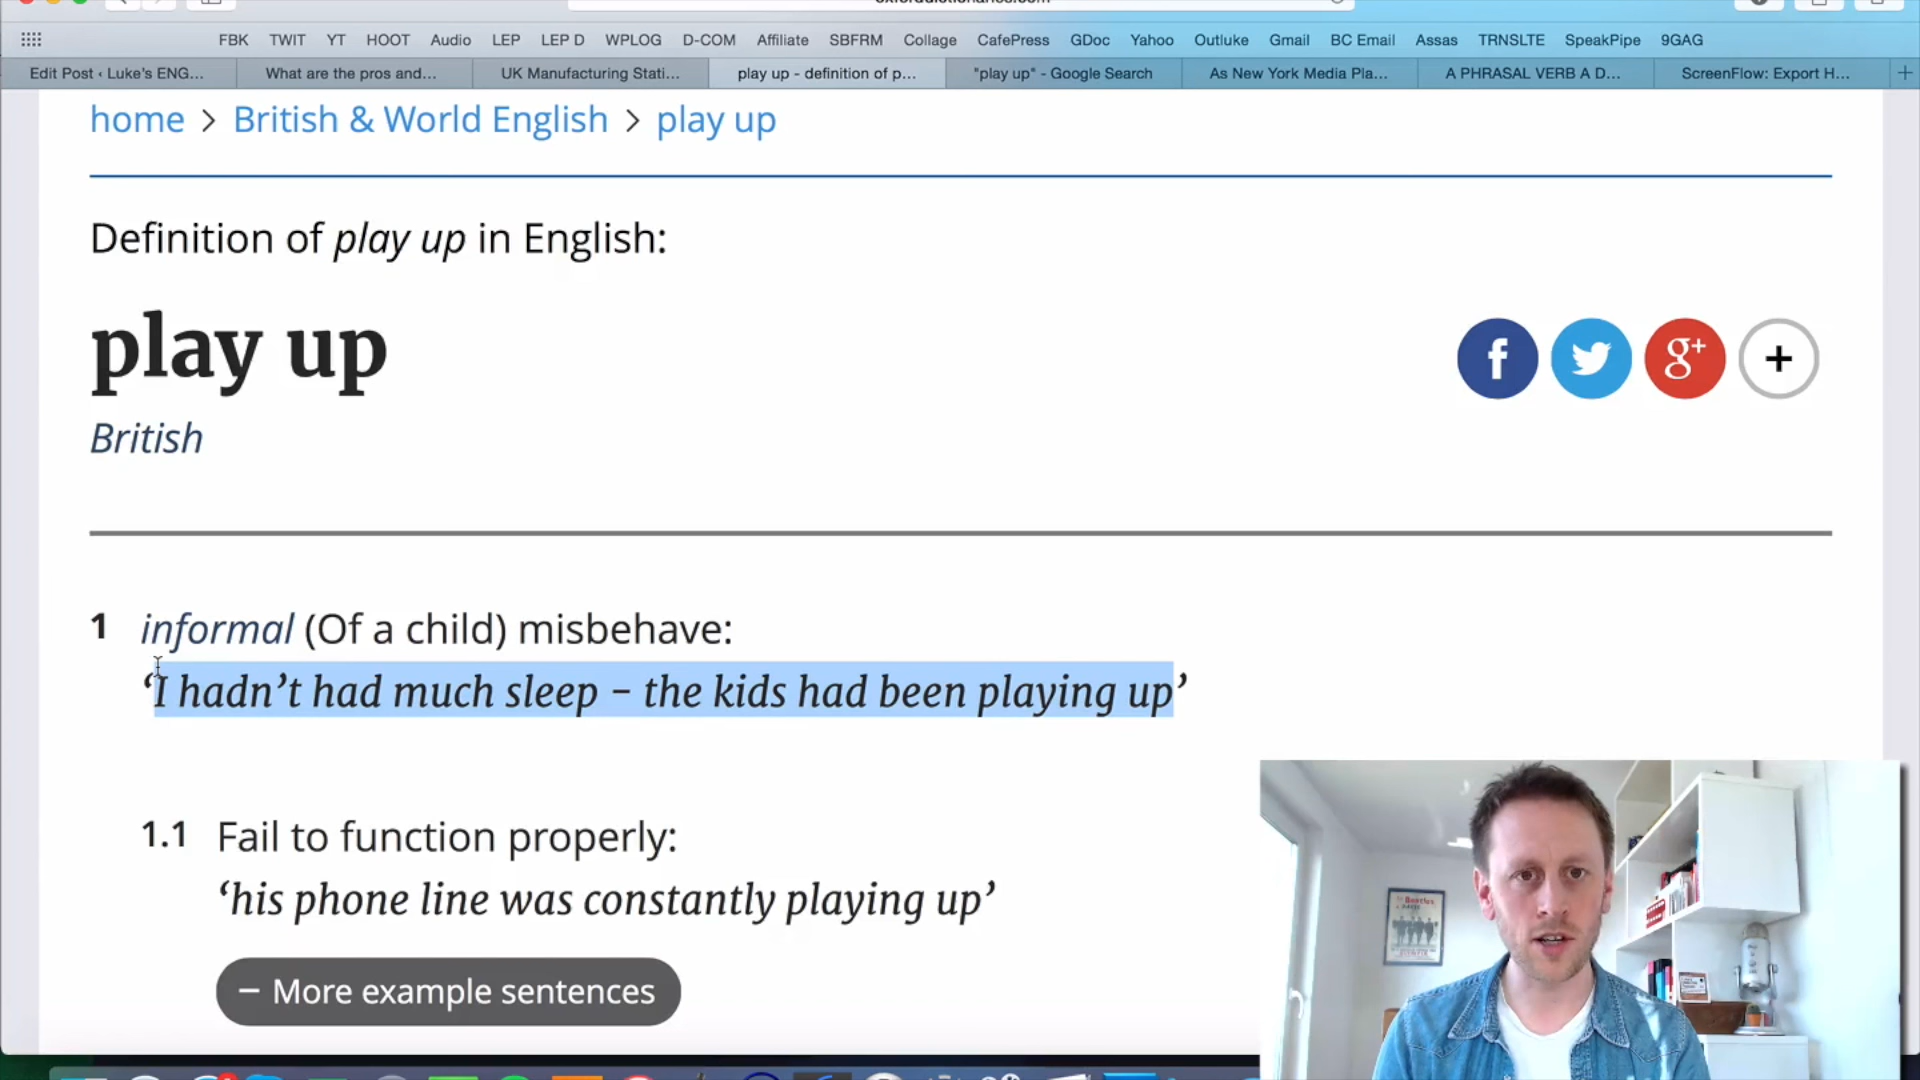 FBK TWIT YT HOOT Audio LEP LEP D WPLOG D-COM Affiliate SBFRM Collage CafePress GDoc Yahoo Outluke Gmail BC Email Assas TRNSLTE SpeakPipe 9GAG
Edit Post ‹ Luke's ENG... What are the pros and... UK Manufacturing Stati... play up - definition of p... "play up" - Google Search As New York Media Pla... A PHRASAL VERB A D... ScreenFlow: Export H... +
home > British & World English > play up
Definition of play up in English:
play up
f g+ +
British
1 informal (Of a child) misbehave:
‘I hadn’t had much sleep – the kids had been playing up’
1.1 Fail to function properly:
‘his phone line was constantly playing up’
− More example sentences